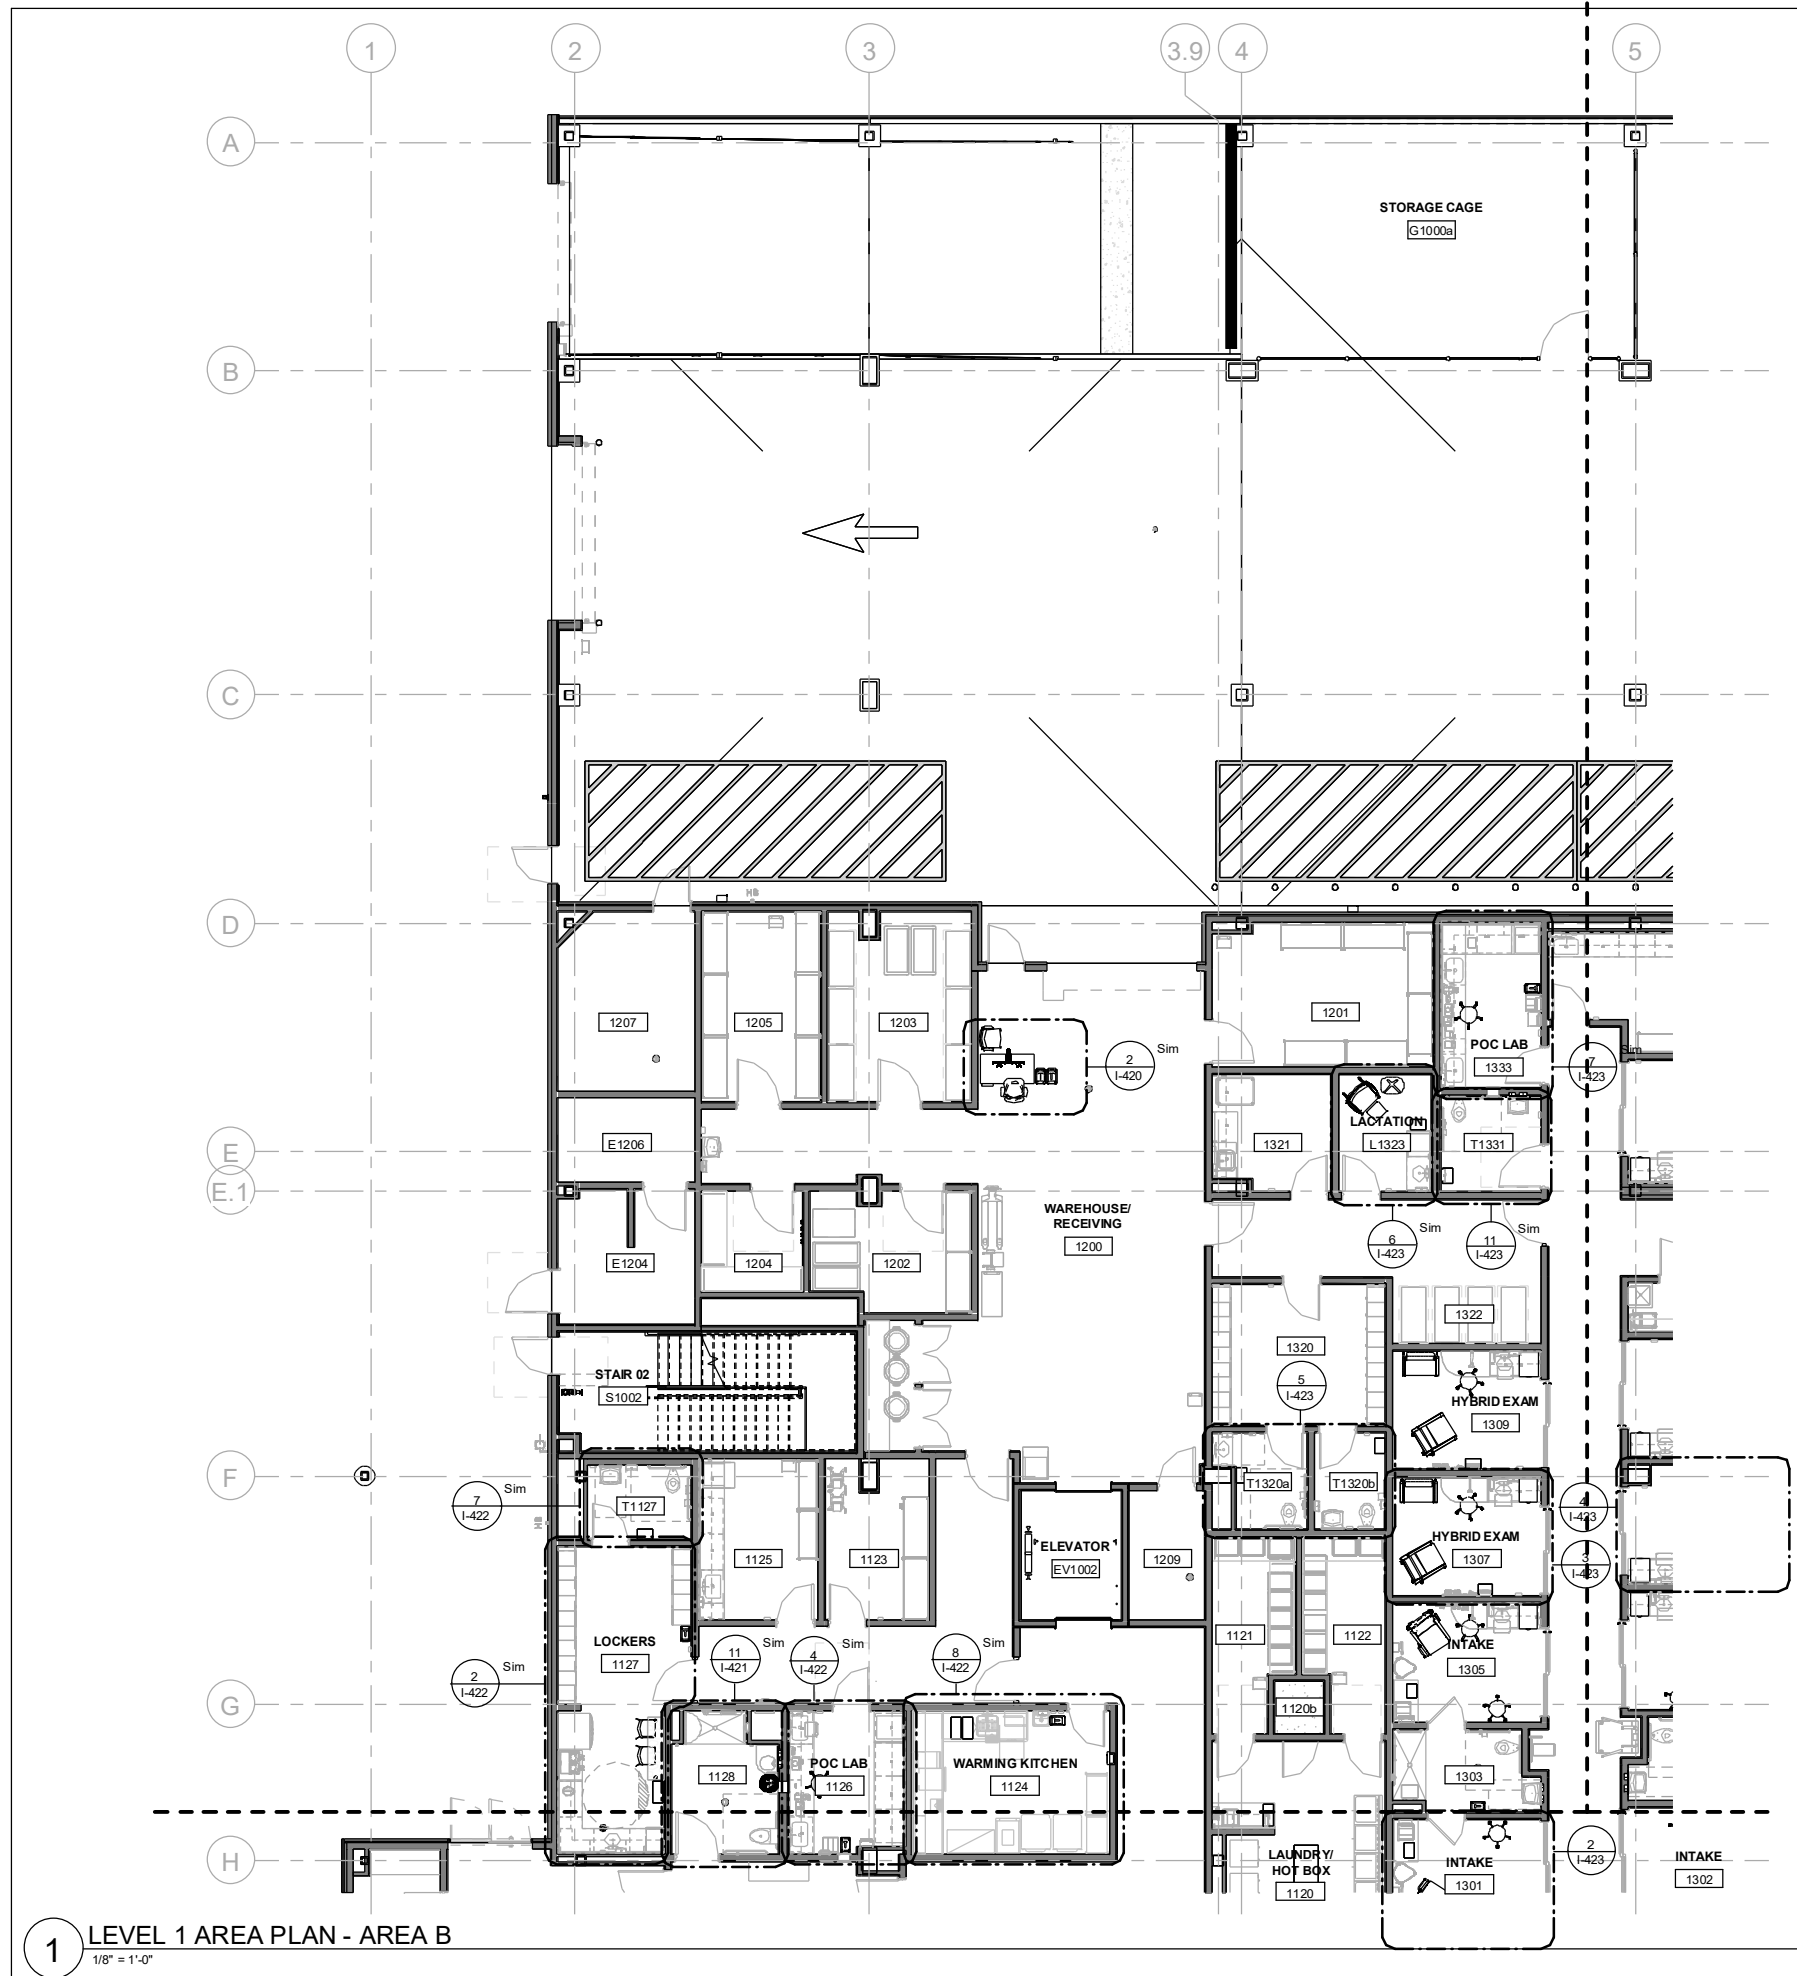 1
2
3
3.9
4
5
A
STORAGE CAGE
G1000a
B
C
HB
D
1207
1205
1203
1201
2
I-420
Sim
POC LAB
1333
7
I-423
Sim
E1206
1321
LACTATION
L1323
T1331
E
E.1
WAREHOUSE/
RECEIVING
1200
6
I-423
Sim
11
I-423
Sim
E1204
1204
1202
1322
1320
STAIR 02
S1002
5
I-423
HYBRID EXAM
1309
F
7
I-422
Sim
T1127
HB
T1320a
T1320b
4
I-423
HYBRID EXAM
1307
1125
1123
ELEVATOR
EV1002
1209
3
I-423
LOCKERS
1127
2
I-422
Sim
11
I-421
Sim
4
I-422
Sim
8
I-422
Sim
1121
1122
INTAKE
1305
G
1120b
1128
POC LAB
1126
WARMING KITCHEN
1124
1303
H
LAUNDRY/
HOT BOX
1120
INTAKE
1301
2
I-423
INTAKE
1302
1
LEVEL 1 AREA PLAN - AREA B
1/8" = 1'-0"